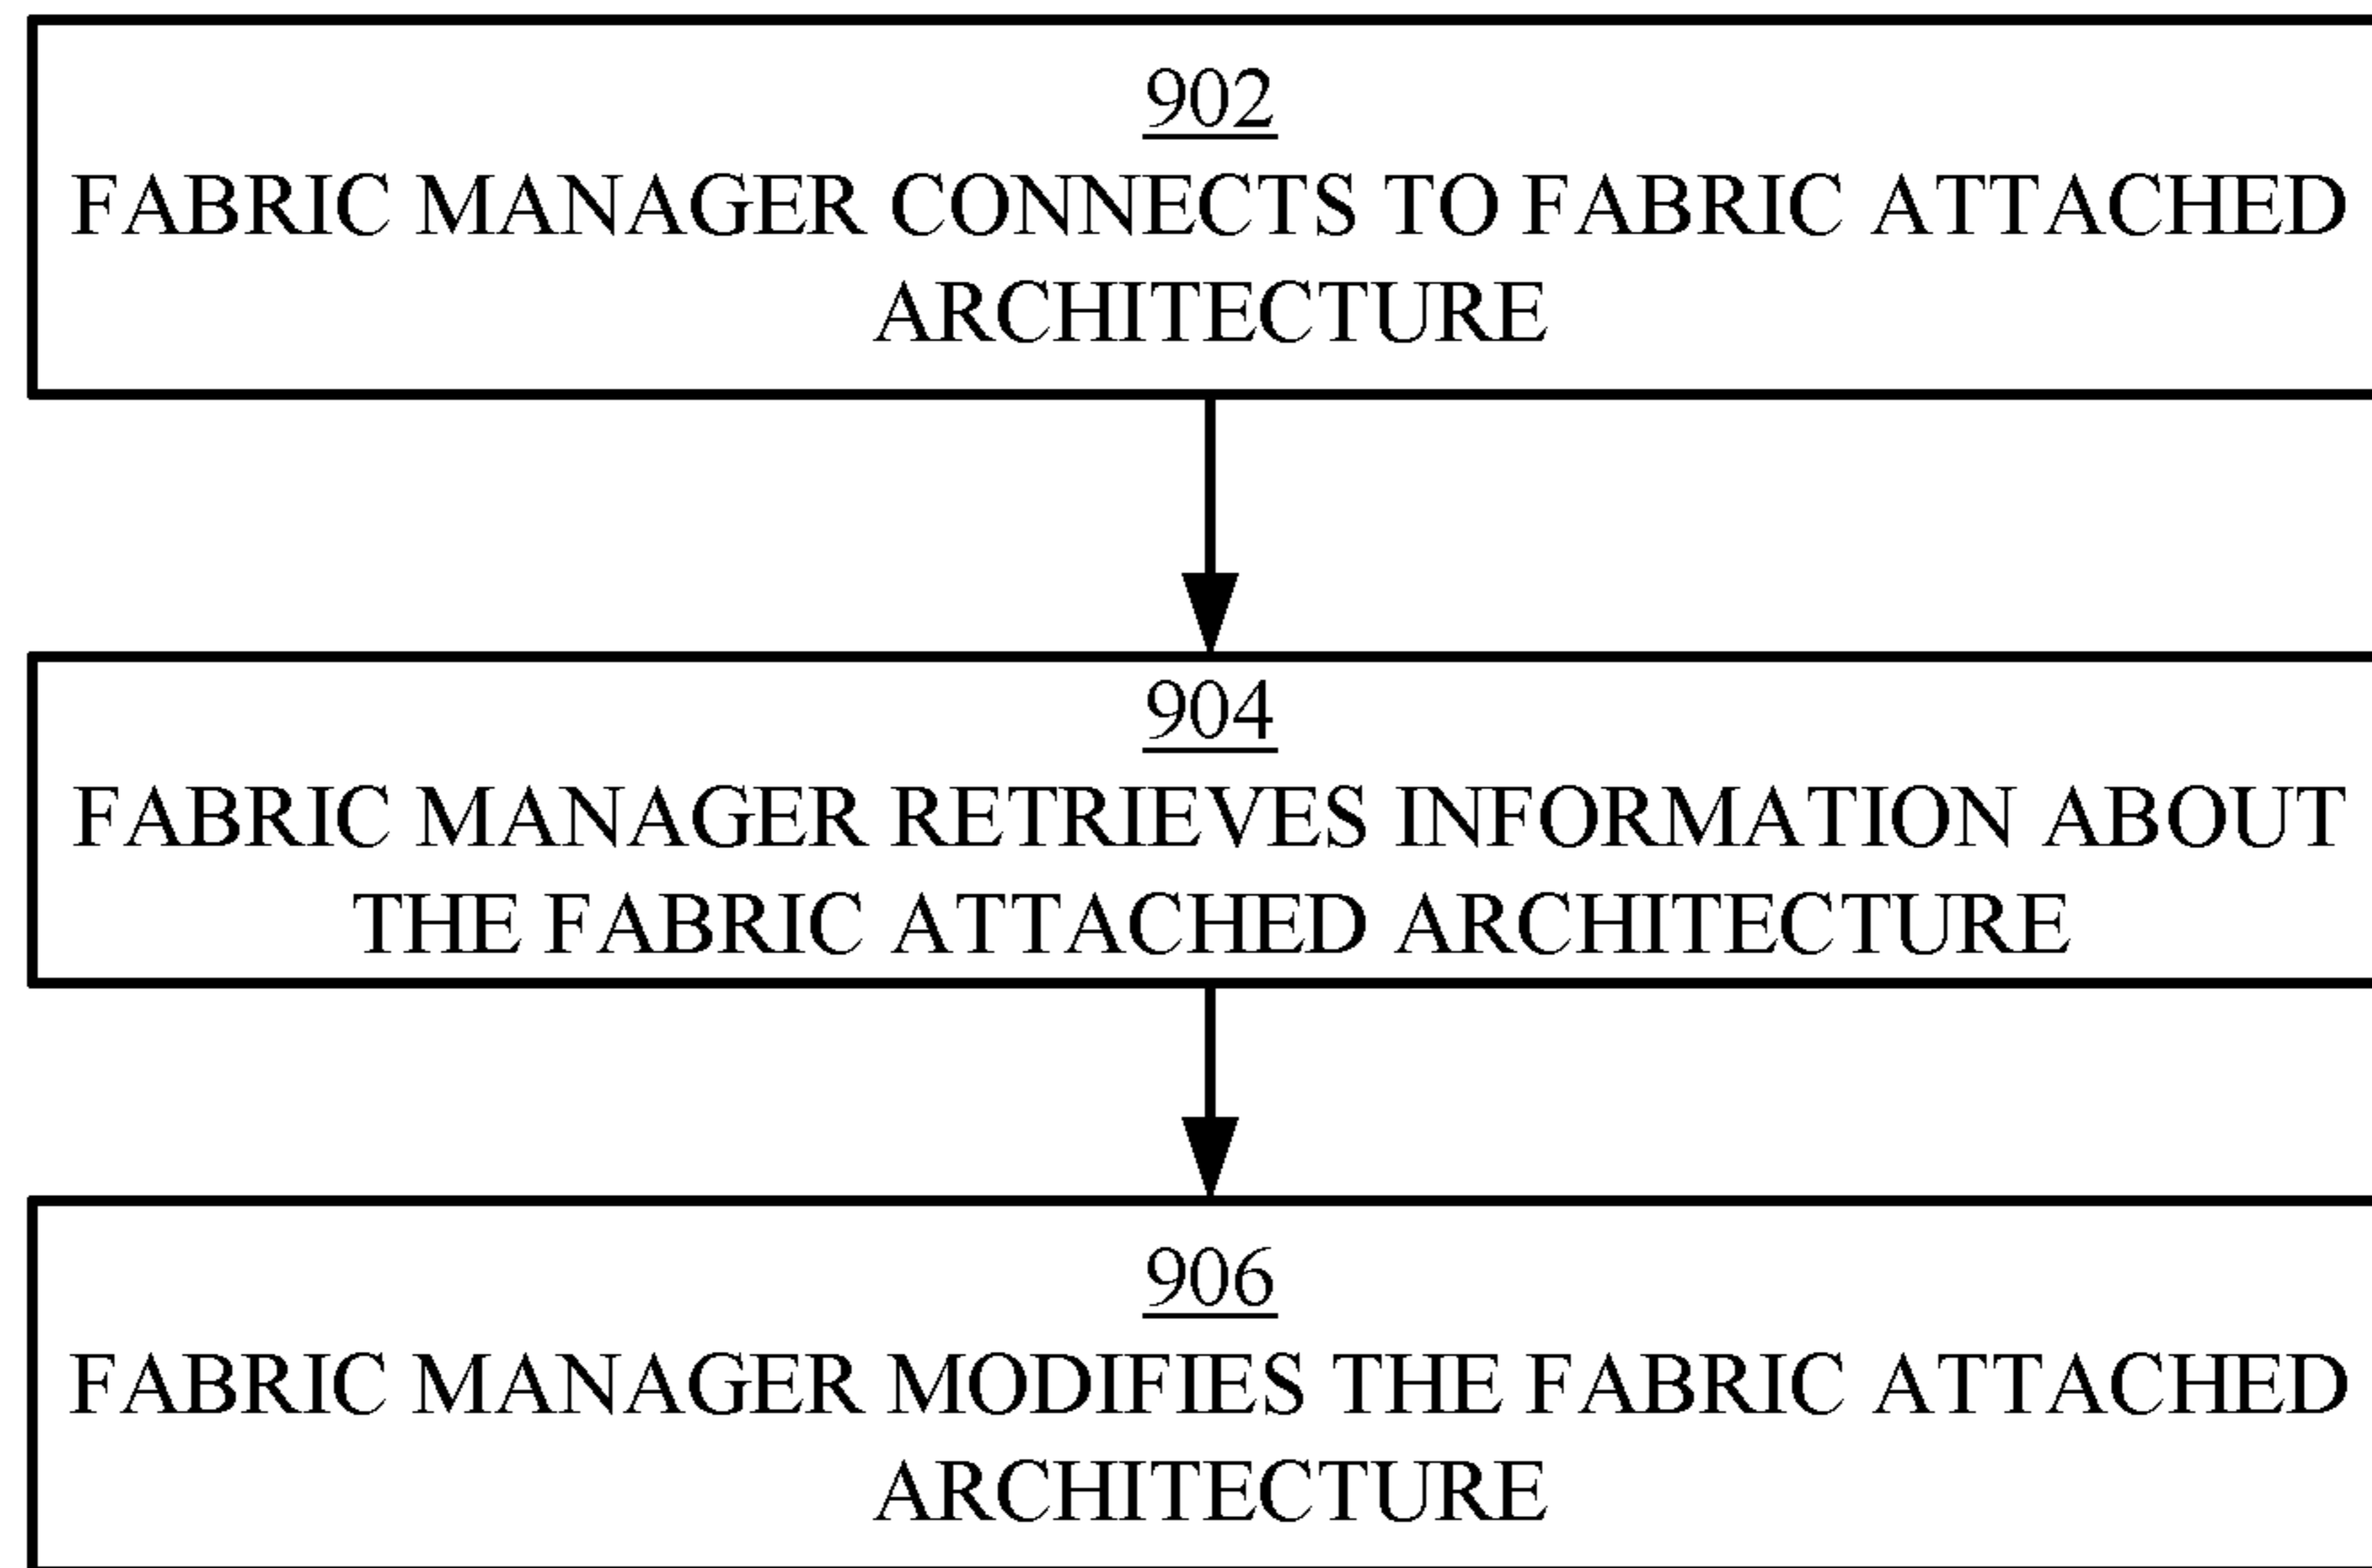 902
FABRIC MANAGER CONNECTS TO FABRIC ATTACHED
ARCHITECTURE
904
FABRIC MANAGER RETRIEVES INFORMATION ABOUT
THE FABRIC ATTACHED ARCHITECTURE
906
FABRIC MANAGER MODIFIES THE FABRIC ATTACHED
ARCHITECTURE